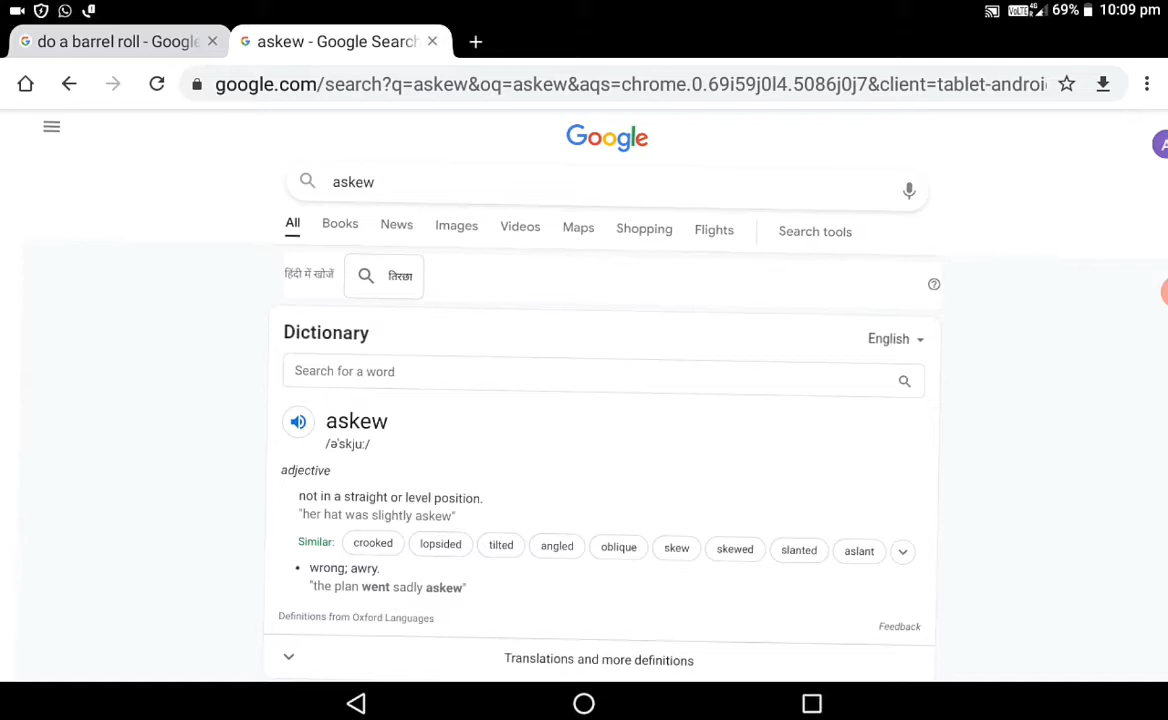 VoLTE 4G 69% 10:09 pm
do a barrel roll - Google
askew - Google Search
google.com/search?q=askew&oq=askew&aqs=chrome.0.69i59j0l4.5086j0j7&client=tablet-androi
Google
A
askew
All Books News Images Videos Maps Shopping Flights Search tools
हिंदी में खोजें तिरछा
Dictionary English
Search for a word
askew
/əˈskjuː/
adjective
not in a straight or level position.
"her hat was slightly askew"
Similar: crooked lopsided tilted angled oblique skew skewed slanted aslant
• wrong; awry.
"the plan went sadly askew"
Definitions from Oxford Languages Feedback
Translations and more definitions